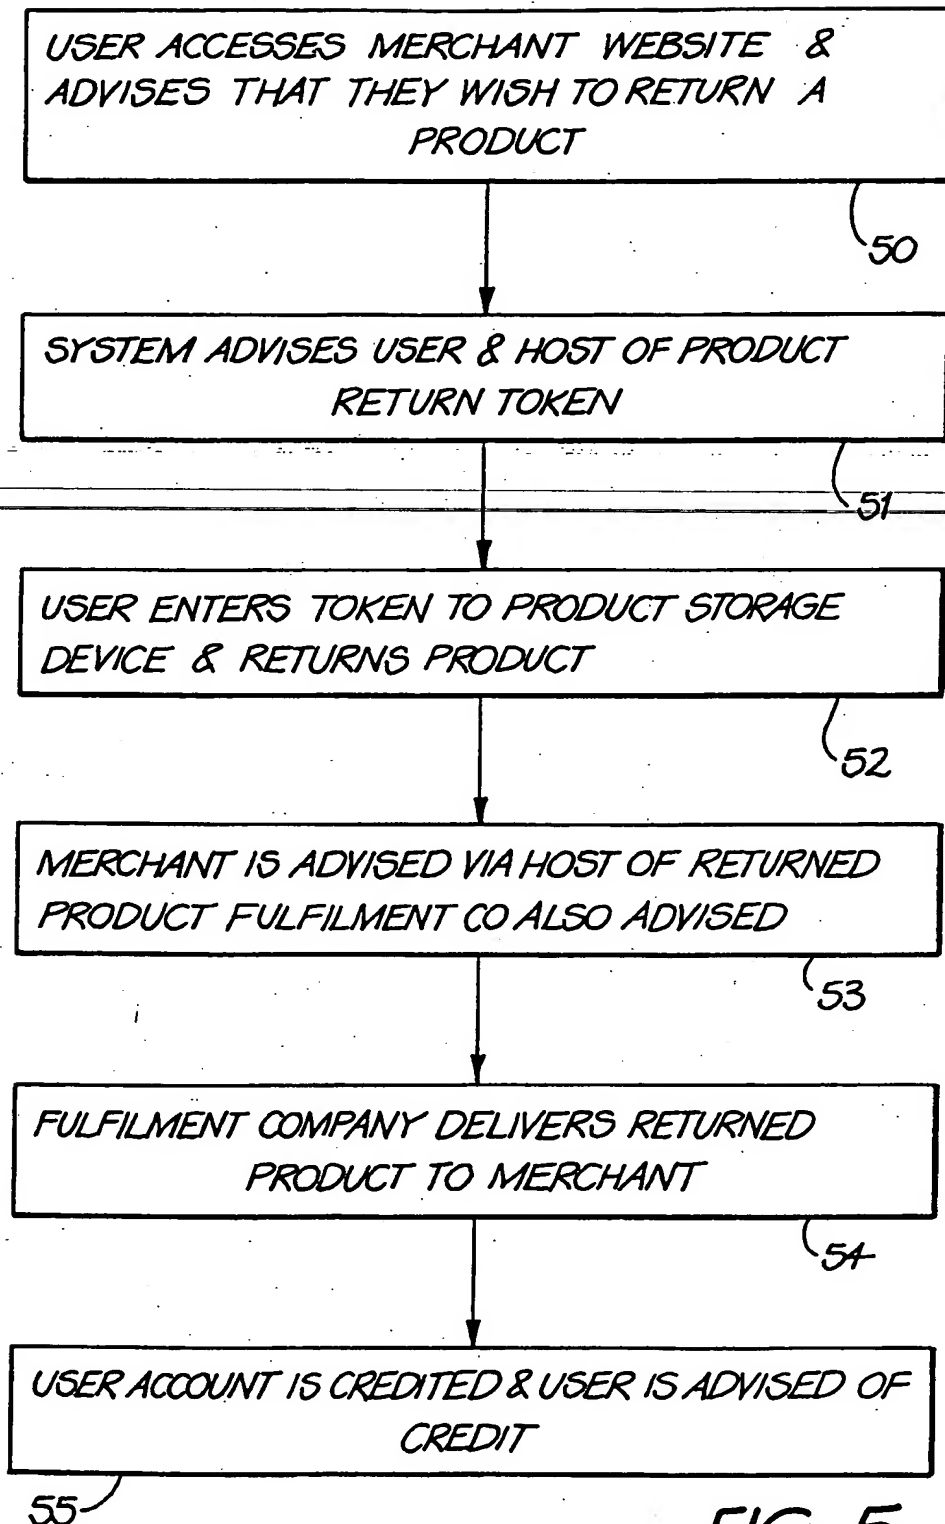 USER ACCESSES MERCHANT WEBSITE &
ADVISES THAT THEY WISH TO RETURN A
PRODUCT
50
SYSTEM ADVISES USER & HOST OF PRODUCT
RETURN TOKEN
51
USER ENTERS TOKEN TO PRODUCT STORAGE
DEVICE & RETURNS PRODUCT
52
MERCHANT IS ADVISED VIA HOST OF RETURNED
PRODUCT FULFILMENT CO ALSO ADVISED
53
FULFILMENT COMPANY DELIVERS RETURNED
PRODUCT TO MERCHANT
54
USER ACCOUNT IS CREDITED & USER IS ADVISED OF
CREDIT
55
FIG 5